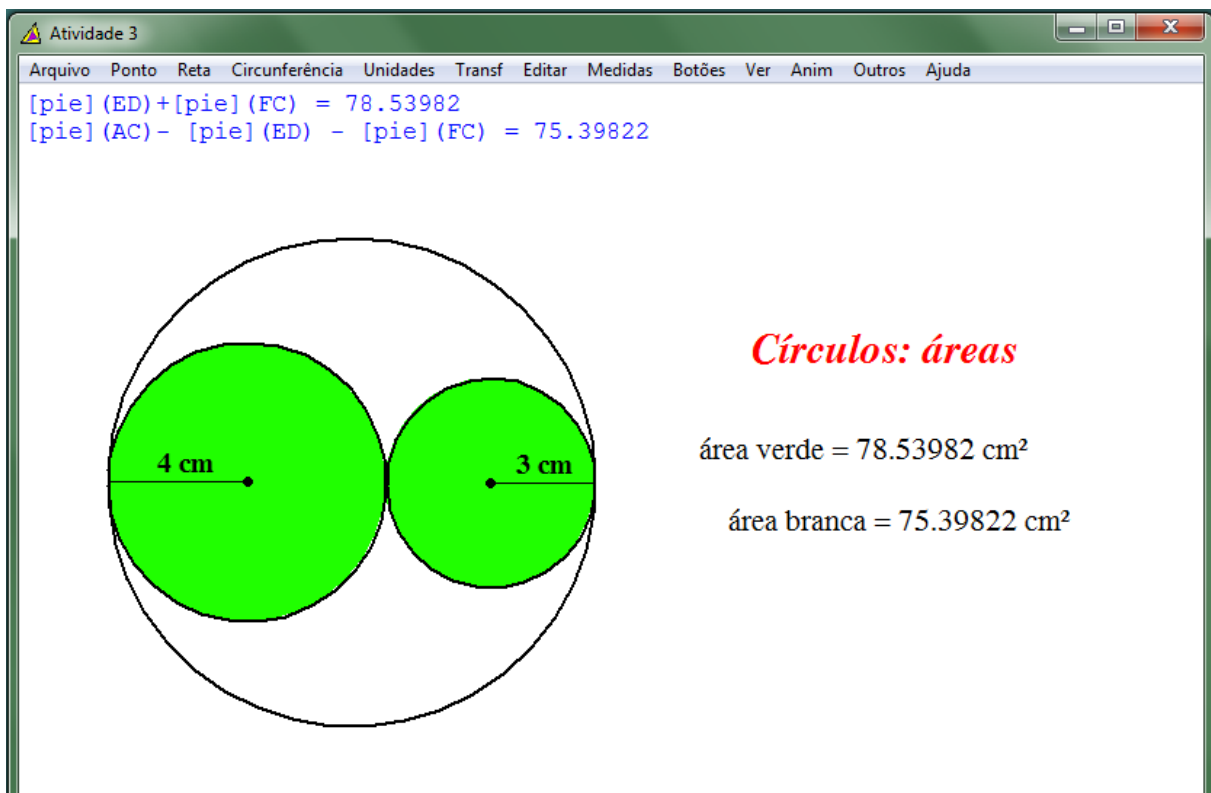 Atividade 3
Arquivo Ponto Reta Circunferência Unidades Transf Editar Medidas Botões Ver Anim Outros Ajuda
[pie](ED)+[pie](FC) = 78.53982
[pie](AC)- [pie](ED) - [pie](FC) = 75.39822
Círculos: áreas
4 cm
3 cm
área verde = 78.53982 cm²
área branca = 75.39822 cm²